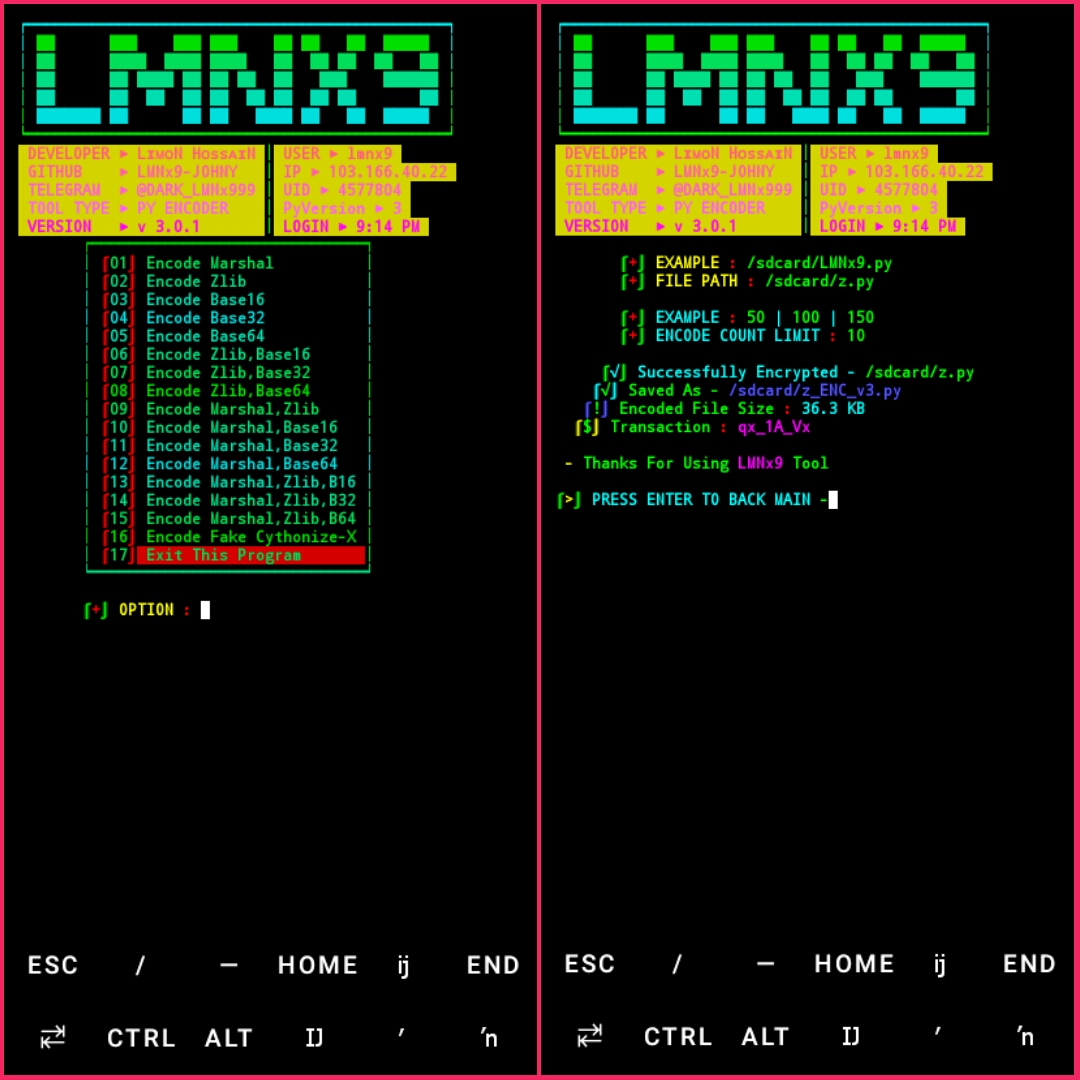 LMNX9
DEVELOPER ► LɪᴍᴏN HᴏssᴀɪN | USER ► lmnx9
GITHUB ► LMNx9-JOHNY | IP ► 103.166.40.22
TELEGRAM ► @DARK_LMNx999 | UID ► 4577804
TOOL TYPE ► PY ENCODER | PyVersion ► 3
VERSION ► v 3.0.1 | LOGIN ► 9:14 PM
⌈01⌋ Encode Marshal
⌈02⌋ Encode Zlib
⌈03⌋ Encode Base16
⌈04⌋ Encode Base32
⌈05⌋ Encode Base64
⌈06⌋ Encode Zlib,Base16
⌈07⌋ Encode Zlib,Base32
⌈08⌋ Encode Zlib,Base64
⌈09⌋ Encode Marshal,Zlib
⌈10⌋ Encode Marshal,Base16
⌈11⌋ Encode Marshal,Base32
⌈12⌋ Encode Marshal,Base64
⌈13⌋ Encode Marshal,Zlib,B16
⌈14⌋ Encode Marshal,Zlib,B32
⌈15⌋ Encode Marshal,Zlib,B64
⌈16⌋ Encode Fake Cythonize-X
⌈17⌋ Exit This Program
⌈+⌋ OPTION :
ESC / — HOME ĳ END
⇄ CTRL ALT Ĳ ′ ŉ
LMNX9
DEVELOPER ► LɪᴍᴏN HᴏssᴀɪN | USER ► lmnx9
GITHUB ► LMNx9-JOHNY | IP ► 103.166.40.22
TELEGRAM ► @DARK_LMNx999 | UID ► 4577804
TOOL TYPE ► PY ENCODER | PyVersion ► 3
VERSION ► v 3.0.1 | LOGIN ► 9:14 PM
⌈+⌋ EXAMPLE : /sdcard/LMNx9.py
⌈+⌋ FILE PATH : /sdcard/z.py
⌈+⌋ EXAMPLE : 50 | 100 | 150
⌈+⌋ ENCODE COUNT LIMIT : 10
⌈√⌋ Successfully Encrypted - /sdcard/z.py
⌈√⌋ Saved As - /sdcard/z_ENC_v3.py
⌈!⌋ Encoded File Size : 36.3 KB
⌈$⌋ Transaction : qx_1A_Vx
- Thanks For Using LMNx9 Tool
⌈>⌋ PRESS ENTER TO BACK MAIN -
ESC / — HOME ĳ END
⇄ CTRL ALT Ĳ ′ ŉ